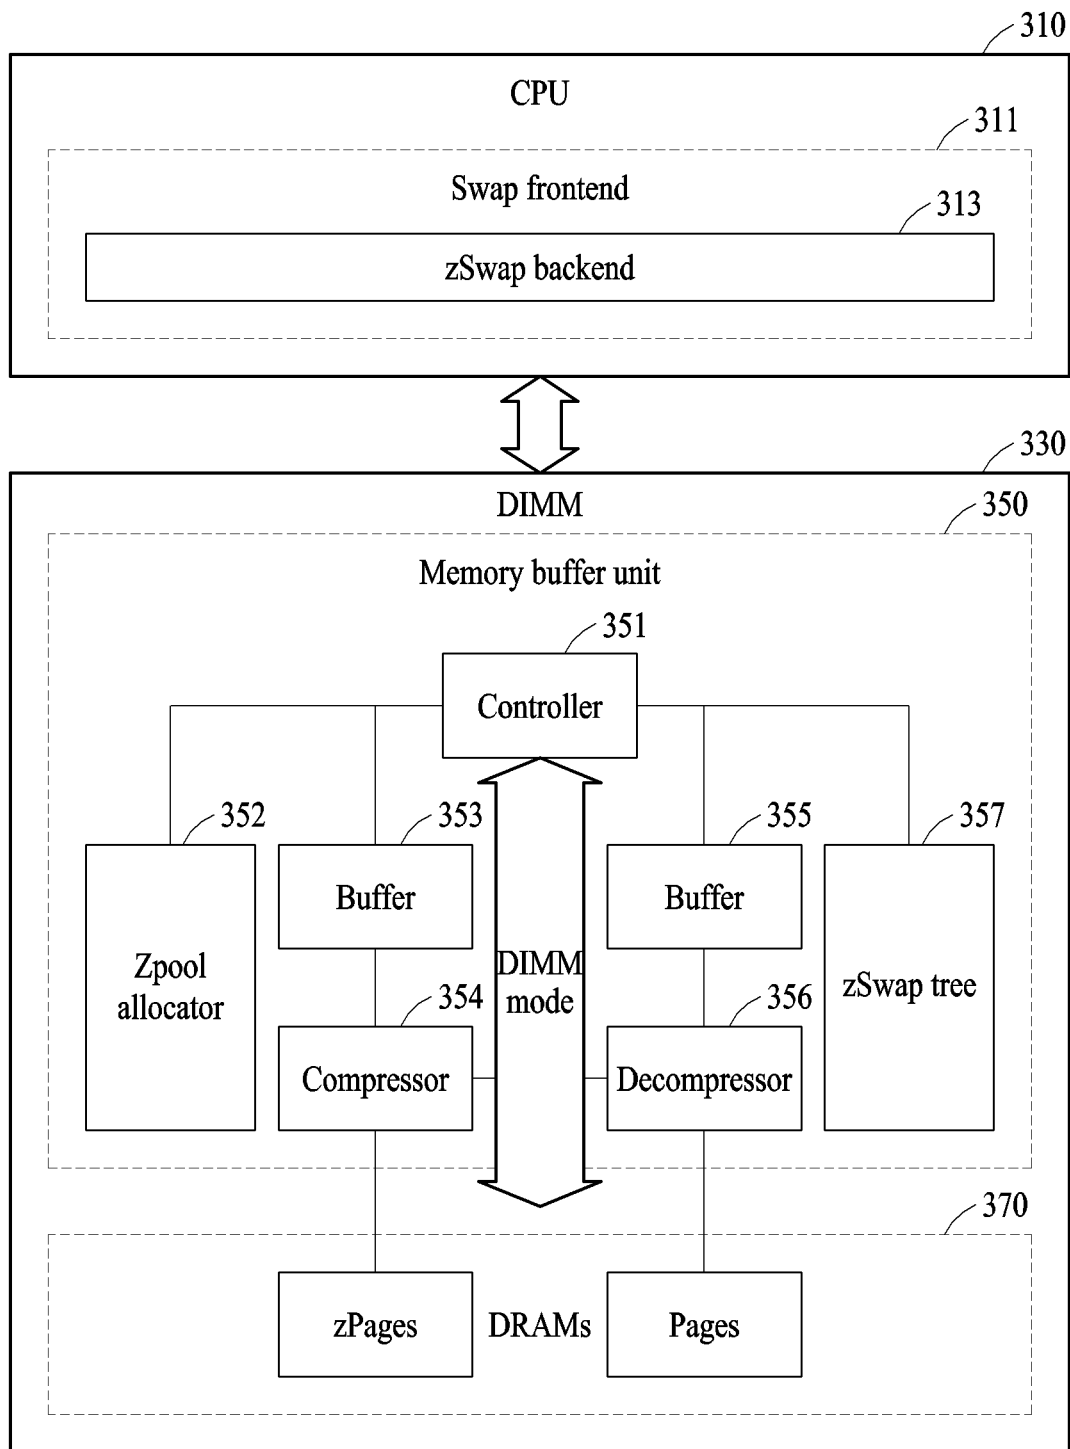 310
CPU
311
Swap frontend
313
zSwap backend
330
DIMM
350
Memory buffer unit
351
Controller
352
353
355
357
Zpool
allocator
Buffer
Buffer
zSwap tree
DIMM
mode
354
356
Compressor
Decompressor
370
zPages
DRAMs
Pages